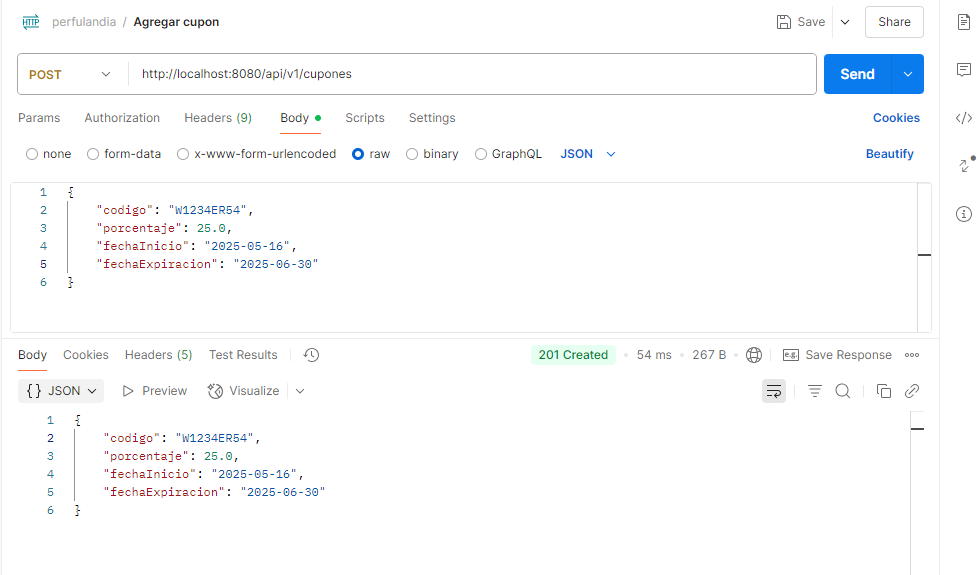 HTTP perfulandia / Agregar cupon Save Share
POST http://localhost:8080/api/v1/cupones Send
Params Authorization Headers (9) Body Scripts Settings Cookies
none form-data x-www-form-urlencoded raw binary GraphQL JSON Beautify
1 {
2 "codigo": "W1234ER54",
3 "porcentaje": 25.0,
4 "fechaInicio": "2025-05-16",
5 "fechaExpiracion": "2025-06-30"
6 }
Body Cookies Headers (5) Test Results 201 Created 54 ms 267 B e.g. Save Response
{} JSON Preview Visualize
1 {
2 "codigo": "W1234ER54",
3 "porcentaje": 25.0,
4 "fechaInicio": "2025-05-16",
5 "fechaExpiracion": "2025-06-30"
6 }